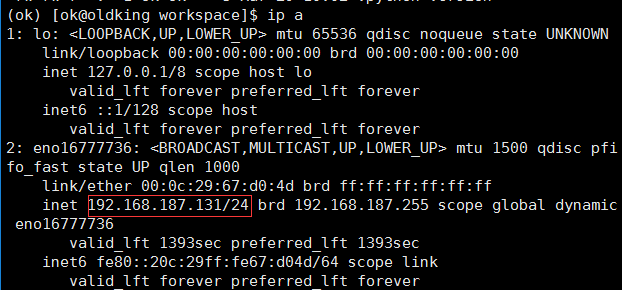 (ok) [ok@oldking workspace]$ ip a
1: lo: <LOOPBACK,UP,LOWER_UP> mtu 65536 qdisc noqueue state UNKNOWN
link/loopback 00:00:00:00:00:00 brd 00:00:00:00:00:00
inet 127.0.0.1/8 scope host lo
valid_lft forever preferred_lft forever
inet6 ::1/128 scope host
valid_lft forever preferred_lft forever
2: eno16777736: <BROADCAST,MULTICAST,UP,LOWER_UP> mtu 1500 qdisc pfi
fo_fast state UP qlen 1000
link/ether 00:0c:29:67:d0:4d brd ff:ff:ff:ff:ff:ff
inet 192.168.187.131/24 brd 192.168.187.255 scope global dynamic
eno16777736
valid_lft 1393sec preferred_lft 1393sec
inet6 fe80::20c:29ff:fe67:d04d/64 scope link
valid_lft forever preferred_lft forever